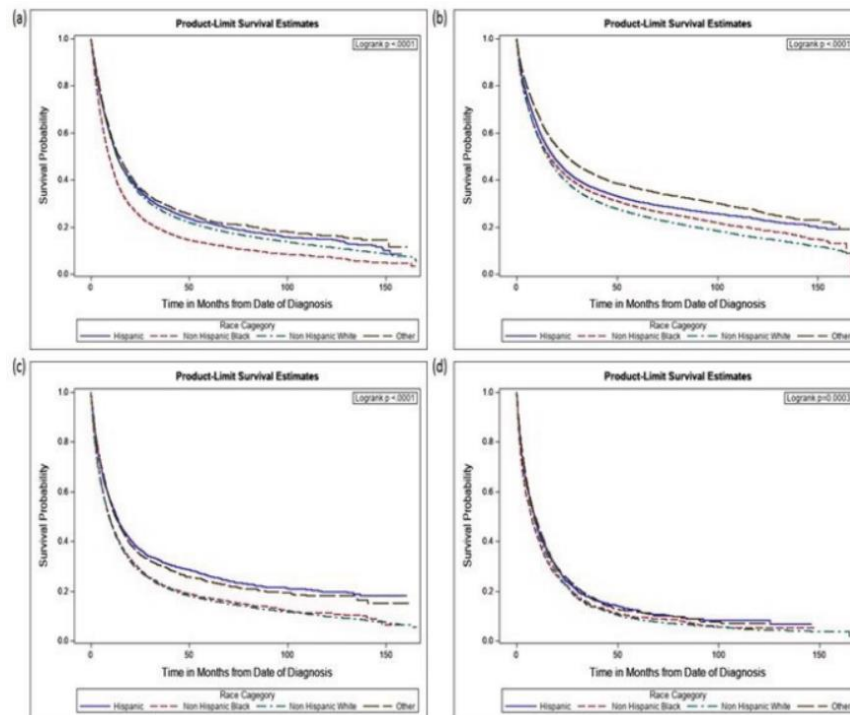 (a)
Product-Limit Survival Estimates
Logrank p <.0001
1.0
0.8
0.6
0.4
0.2
0.0
Survival Probability
0 50 100 150
Time in Months from Date of Diagnosis
Race Cagegory
Hispanic Non Hispanic Black Non Hispanic White Other
(b)
Product-Limit Survival Estimates
Logrank p <.0001
1.0
0.8
0.6
0.4
0.2
0.0
Survival Probability
0 50 100 150
Time in Months from Date of Diagnosis
Race Cagegory
Hispanic Non Hispanic Black Non Hispanic White Other
(c)
Product-Limit Survival Estimates
Logrank p <.0001
1.0
0.8
0.6
0.4
0.2
0.0
Survival Probability
0 50 100 150
Time in Months from Date of Diagnosis
Race Cagegory
Hispanic Non Hispanic Black Non Hispanic White Other
(d)
Product-Limit Survival Estimates
Logrank p=0.0003
1.0
0.8
0.6
0.4
0.2
0.0
Survival Probability
0 50 100 150
Time in Months from Date of Diagnosis
Race Cagegory
Hispanic Non Hispanic Black Non Hispanic White Other